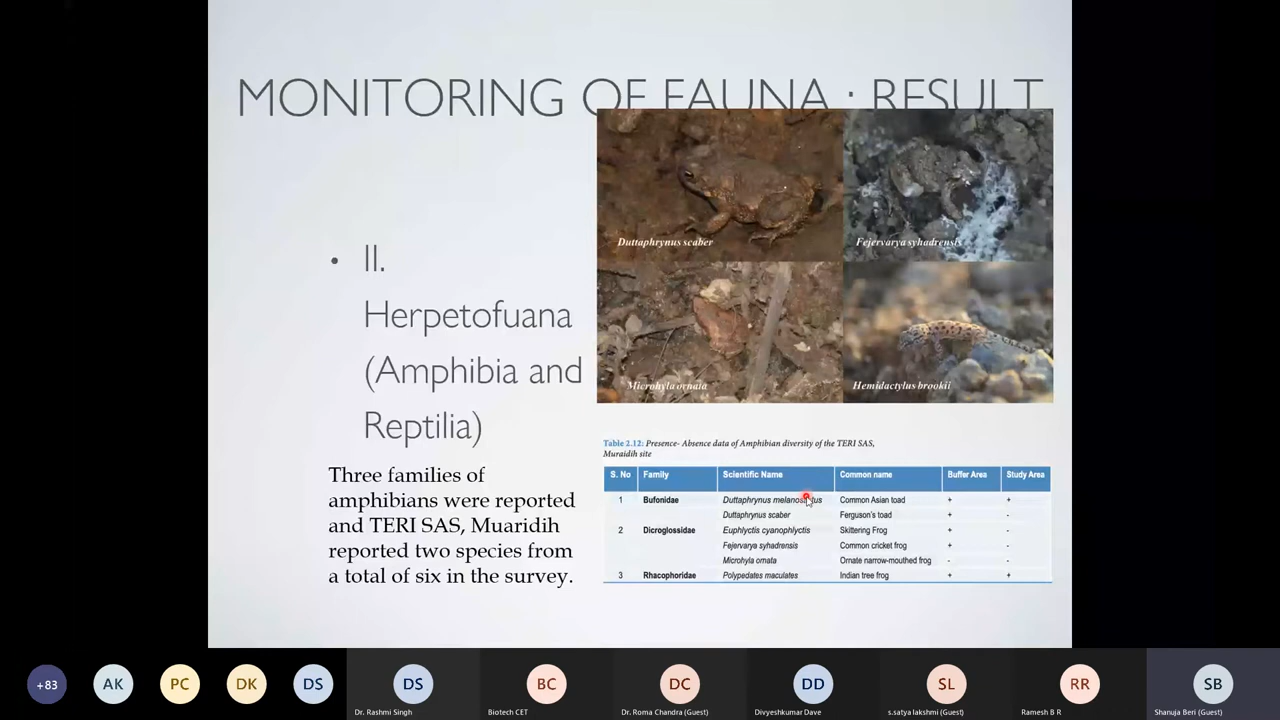 MONITORING OF FAUNA : RESULT
Duttaphrynus scaber
Fejervarya syhadrensis
Microhyla ornata
Hemidactylus brookii
• II.
Herpetofuana
(Amphibia and
Reptilia)
Three families of
amphibians were reported
and TERI SAS, Muaridih
reported two species from
a total of six in the survey.
Table 2.12: Presence- Absence data of Amphibian diversity of the TERI SAS,
Muraidih site
S. No Family Scientific Name Common name Buffer Area Study Area
1 Bufonidae Duttaphrynus melanostictus Common Asian toad + +
Duttaphrynus scaber Ferguson's toad + -
2 Dicroglossidae Euphlyctis cyanophlyctis Skittering Frog + -
Fejervarya syhadrensis Common cricket frog + -
Microhyla ornata Ornate narrow-mouthed frog - -
3 Rhacophoridae Polypedates maculates Indian tree frog + +
+83 AK PC DK DS DS BC DC DD SL RR SB
Dr. Rashmi Singh Biotech CET Dr. Roma Chandra (Guest) Divyeshkumar Dave s.satya lakshmi (Guest) Ramesh B R Shanuja Beri (Guest)